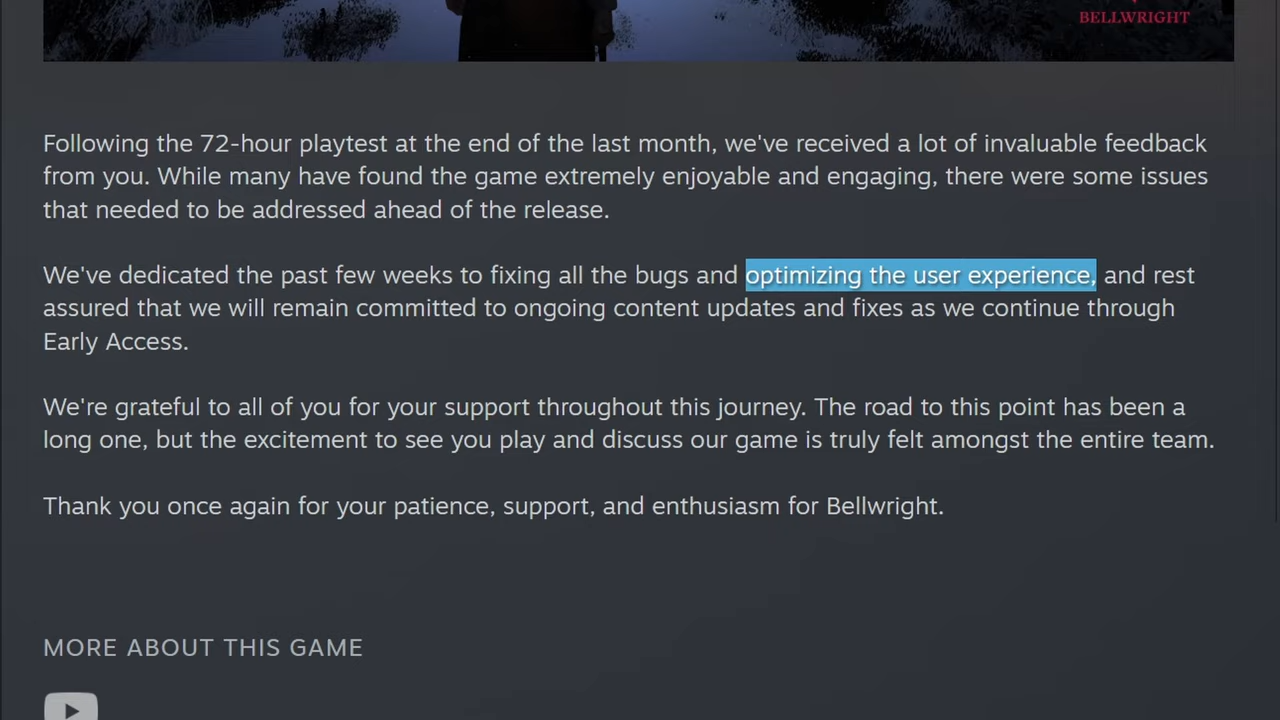 BELLWRIGHT
Following the 72-hour playtest at the end of the last month, we've received a lot of invaluable feedback
from you. While many have found the game extremely enjoyable and engaging, there were some issues
that needed to be addressed ahead of the release.
We've dedicated the past few weeks to fixing all the bugs and optimizing the user experience, and rest
assured that we will remain committed to ongoing content updates and fixes as we continue through
Early Access.
We're grateful to all of you for your support throughout this journey. The road to this point has been a
long one, but the excitement to see you play and discuss our game is truly felt amongst the entire team.
Thank you once again for your patience, support, and enthusiasm for Bellwright.
MORE ABOUT THIS GAME